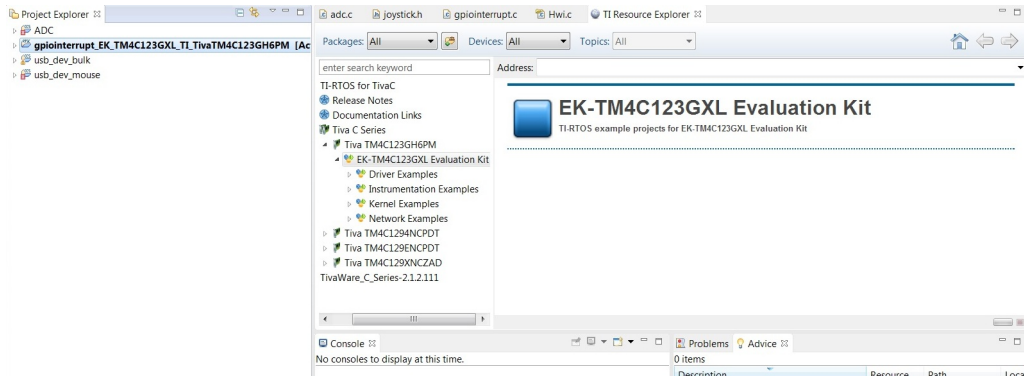 Project Explorer
ADC
gpiointerrupt_EK_TM4C123GXL_TI_TivaTM4C123GH6PM [Ac
usb_dev_bulk
usb_dev_mouse
adc.c joystick.h gpiointerrupt.c Hwi.c TI Resource Explorer
Packages: All Devices: All Topics: All
enter search keyword
Address:
TI-RTOS for TivaC
Release Notes
Documentation Links
Tiva C Series
Tiva TM4C123GH6PM
EK-TM4C123GXL Evaluation Kit
Driver Examples
Instrumentation Examples
Kernel Examples
Network Examples
Tiva TM4C1294NCPDT
Tiva TM4C129ENCPDT
Tiva TM4C129XNCZAD
TivaWare_C_Series-2.1.2.111
EK-TM4C123GXL Evaluation Kit
TI-RTOS example projects for EK-TM4C123GXL Evaluation Kit
Console
No consoles to display at this time.
Problems Advice
0 items
Description Resource Path Loca